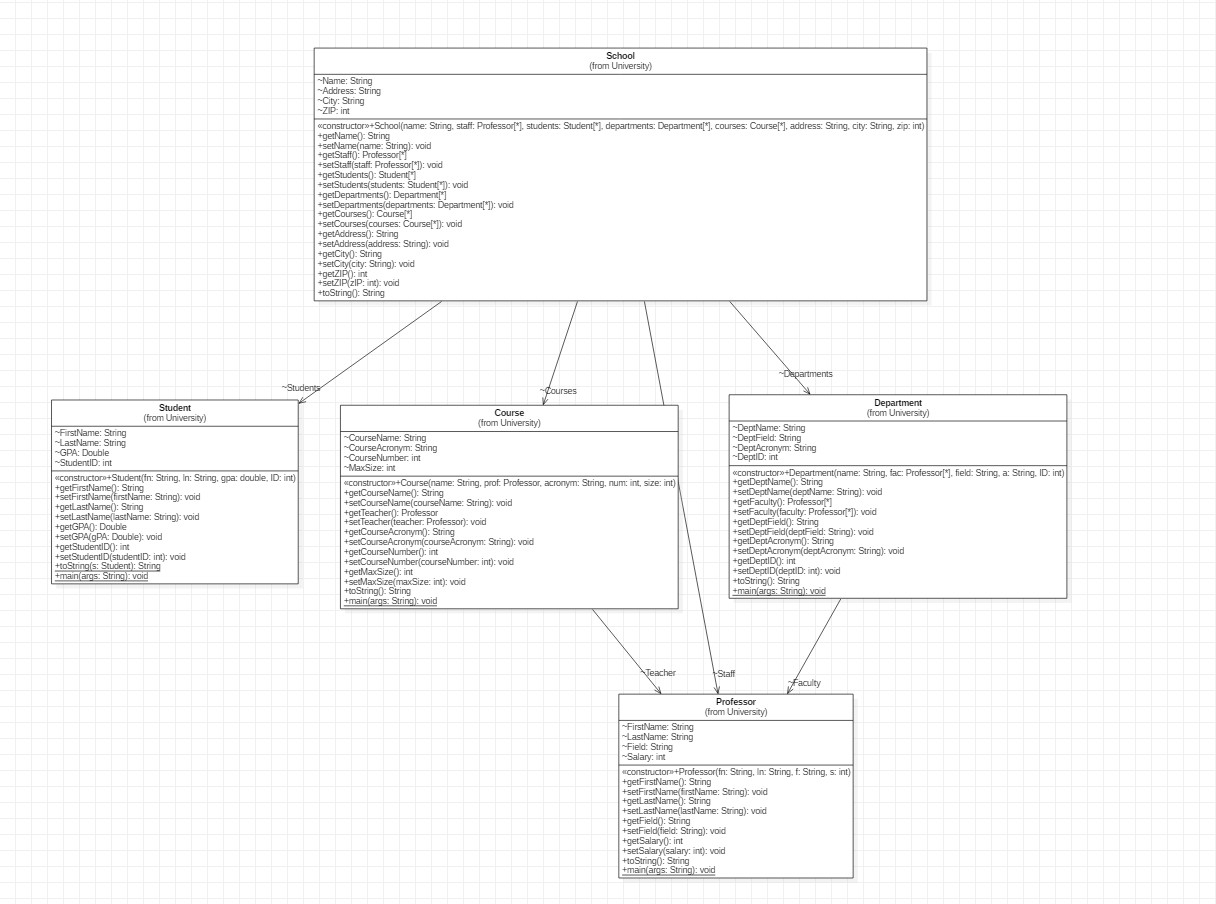 School
(from University)
~Name: String
~Address: String
~City: String
~ZIP: int
«constructor»+School(name: String, staff: Professor[*], students: Student[*], departments: Department[*], courses: Course[*], address: String, city: String, zip: int)
+getName(): String
+setName(name: String): void
+getStaff(): Professor[*]
+setStaff(staff: Professor[*]): void
+getStudents(): Student[*]
+setStudents(students: Student[*]): void
+getDepartments(): Department[*]
+setDepartments(departments: Department[*]): void
+getCourses(): Course[*]
+setCourses(courses: Course[*]): void
+getAddress(): String
+setAddress(address: String): void
+getCity(): String
+setCity(city: String): void
+getZIP(): int
+setZIP(zIP: int): void
+toString(): String
~Students
~Courses
~Departments
Student
(from University)
~FirstName: String
~LastName: String
~GPA: Double
~StudentID: int
«constructor»+Student(fn: String, ln: String, gpa: double, ID: int)
+getFirstName(): String
+setFirstName(firstName: String): void
+getLastName(): String
+setLastName(lastName: String): void
+getGPA(): Double
+setGPA(gPA: Double): void
+getStudentID(): int
+setStudentID(studentID: int): void
+toString(s: Student): String
+main(args: String): void
Course
(from University)
~CourseName: String
~CourseAcronym: String
~CourseNumber: int
~MaxSize: int
«constructor»+Course(name: String, prof: Professor, acronym: String, num: int, size: int)
+getCourseName(): String
+setCourseName(courseName: String): void
+getTeacher(): Professor
+setTeacher(teacher: Professor): void
+getCourseAcronym(): String
+setCourseAcronym(courseAcronym: String): void
+getCourseNumber(): int
+setCourseNumber(courseNumber: int): void
+getMaxSize(): int
+setMaxSize(maxSize: int): void
+toString(): String
+main(args: String): void
Department
(from University)
~DeptName: String
~DeptField: String
~DeptAcronym: String
~DeptID: int
«constructor»+Department(name: String, fac: Professor[*], field: String, a: String, ID: int)
+getDeptName(): String
+setDeptName(deptName: String): void
+getFaculty(): Professor[*]
+setFaculty(faculty: Professor[*]): void
+getDeptField(): String
+setDeptField(deptField: String): void
+getDeptAcronym(): String
+setDeptAcronym(deptAcronym: String): void
+getDeptID(): int
+setDeptID(deptID: int): void
+toString(): String
+main(args: String): void
~Teacher
~Staff
~Faculty
Professor
(from University)
~FirstName: String
~LastName: String
~Field: String
~Salary: int
«constructor»+Professor(fn: String, ln: String, f: String, s: int)
+getFirstName(): String
+setFirstName(firstName: String): void
+getLastName(): String
+setLastName(lastName: String): void
+getField(): String
+setField(field: String): void
+getSalary(): int
+setSalary(salary: int): void
+toString(): String
+main(args: String): void